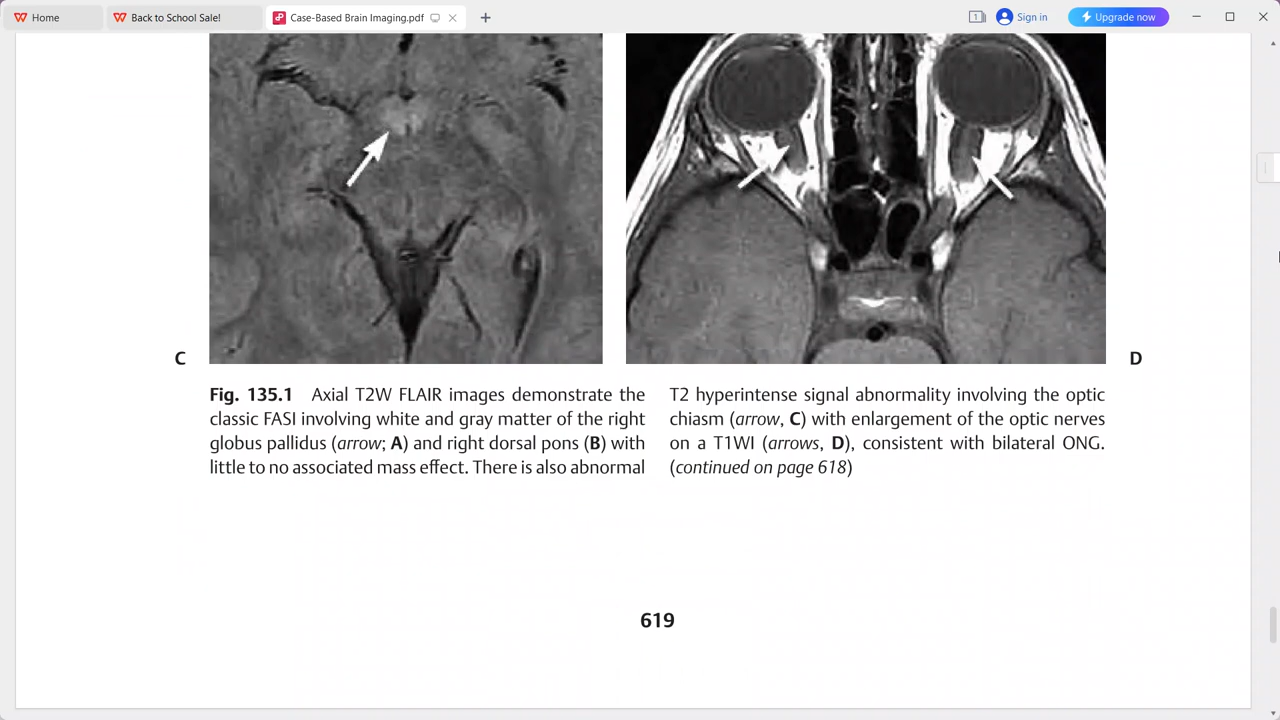 Home
Back to School Sale!
Case-Based Brain Imaging.pdf
1
Sign in
Upgrade now
C
D
Fig. 135.1 Axial T2W FLAIR images demonstrate the
classic FASI involving white and gray matter of the right
globus pallidus (arrow; A) and right dorsal pons (B) with
little to no associated mass effect. There is also abnormal
T2 hyperintense signal abnormality involving the optic
chiasm (arrow, C) with enlargement of the optic nerves
on a T1WI (arrows, D), consistent with bilateral ONG.
(continued on page 618)
619